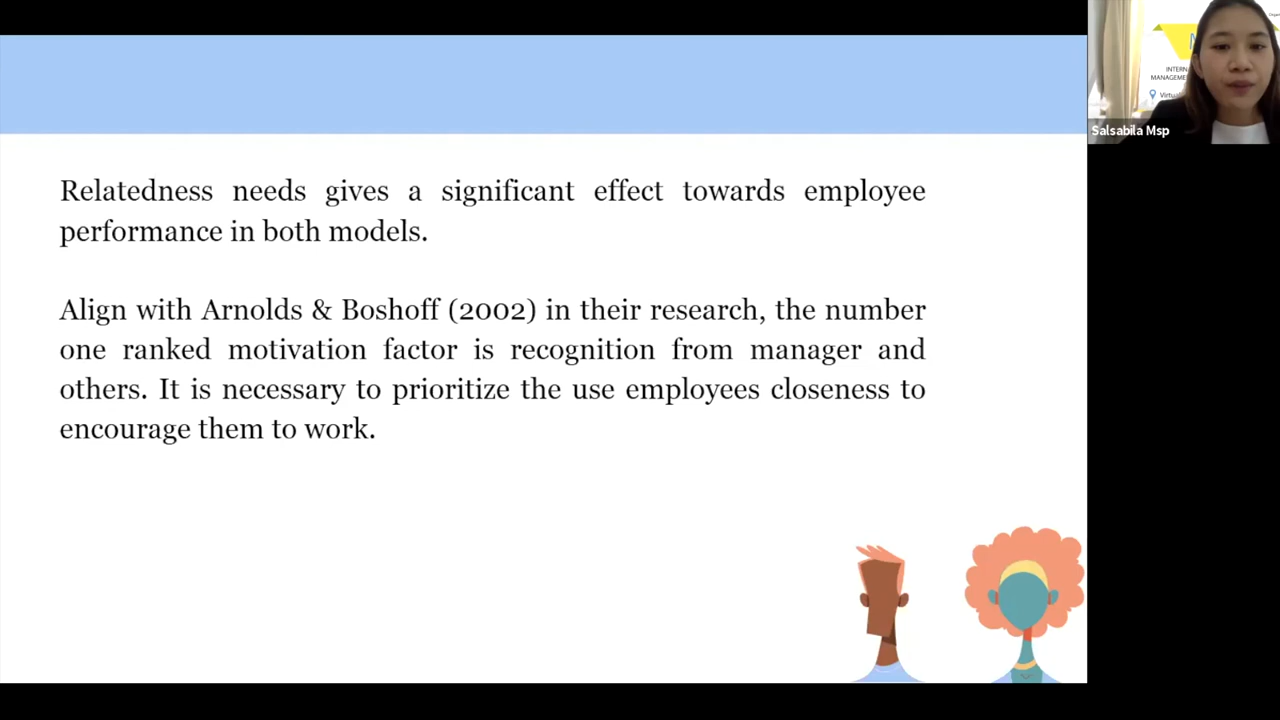 Relatedness needs gives a significant effect towards employee
performance in both models.
Align with Arnolds & Boshoff (2002) in their research, the number
one ranked motivation factor is recognition from manager and
others. It is necessary to prioritize the use employees closeness to
encourage them to work.
INTERN
MANAGEMEN
Virtu
Salsabila Msp